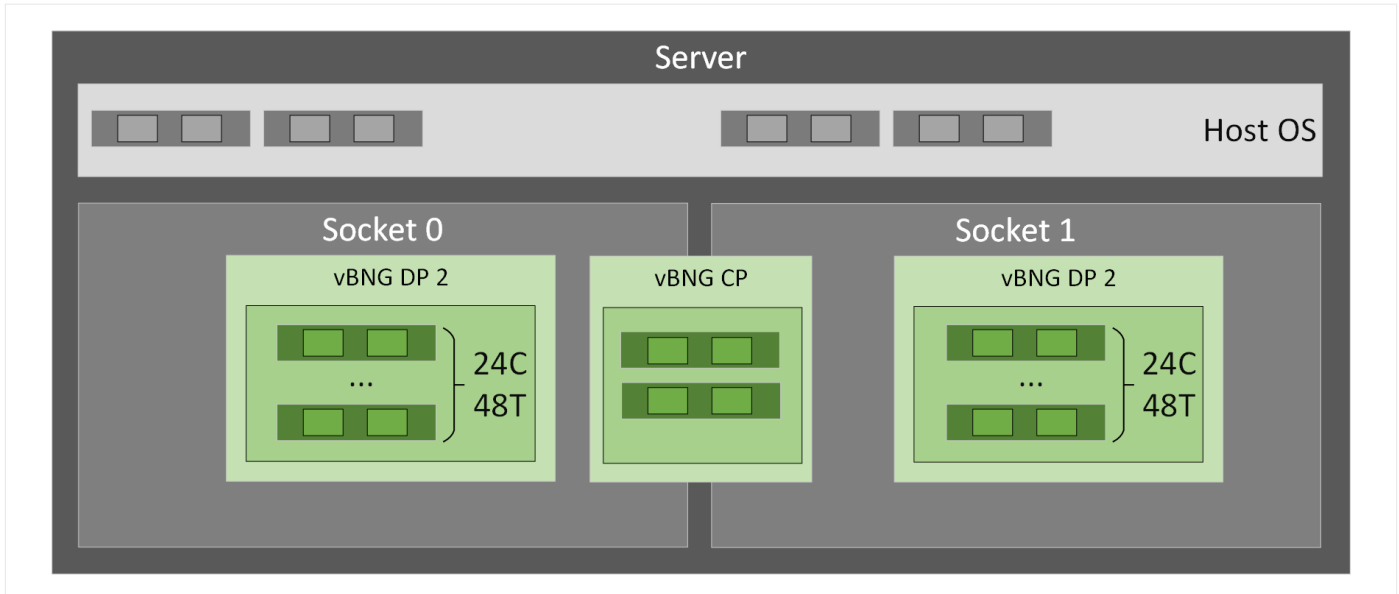 Server
Host OS
Socket 0
Socket 1
vBNG DP 2
vBNG CP
vBNG DP 2
...
24C
48T
...
24C
48T